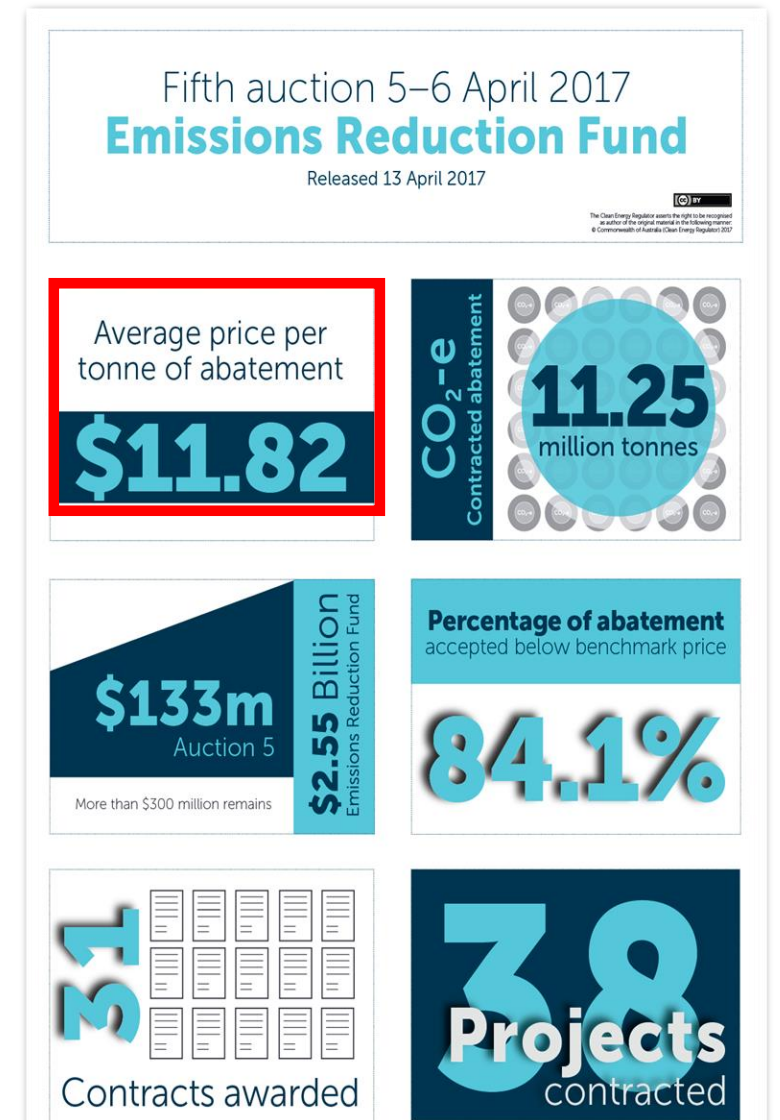 Fifth auction 5–6 April 2017
Emissions Reduction Fund
Released 13 April 2017
(cc) BY
The Clean Energy Regulator asserts the right to be recognised
as author of the original material in the following manner:
© Commonwealth of Australia (Clean Energy Regulator) 2017
Average price per
tonne of abatement
$11.82
CO₂-e
Contracted abatement
11.25
million tonnes
$133m
Auction 5
More than $300 million remains
$2.55 Billion
Emissions Reduction Fund
Percentage of abatement
accepted below benchmark price
84.1%
31
Contracts awarded
38
Projects
contracted